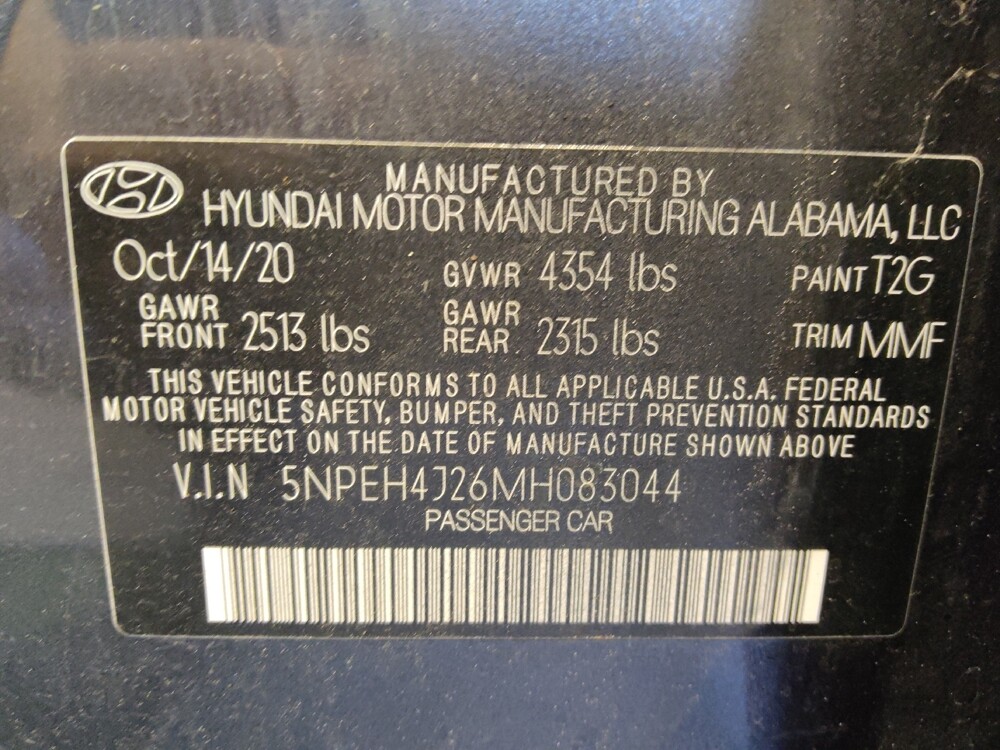 MANUFACTURED BY
HYUNDAI MOTOR MANUFACTURING ALABAMA, LLC
Oct/14/20 GVWR 4354 lbs PAINT T2G
GAWR FRONT 2513 lbs GAWR REAR 2315 lbs TRIM MMF
THIS VEHICLE CONFORMS TO ALL APPLICABLE U.S.A. FEDERAL
MOTOR VEHICLE SAFETY, BUMPER, AND THEFT PREVENTION STANDARDS
IN EFFECT ON THE DATE OF MANUFACTURE SHOWN ABOVE
V.I.N 5NPEH4J26MH083044
PASSENGER CAR